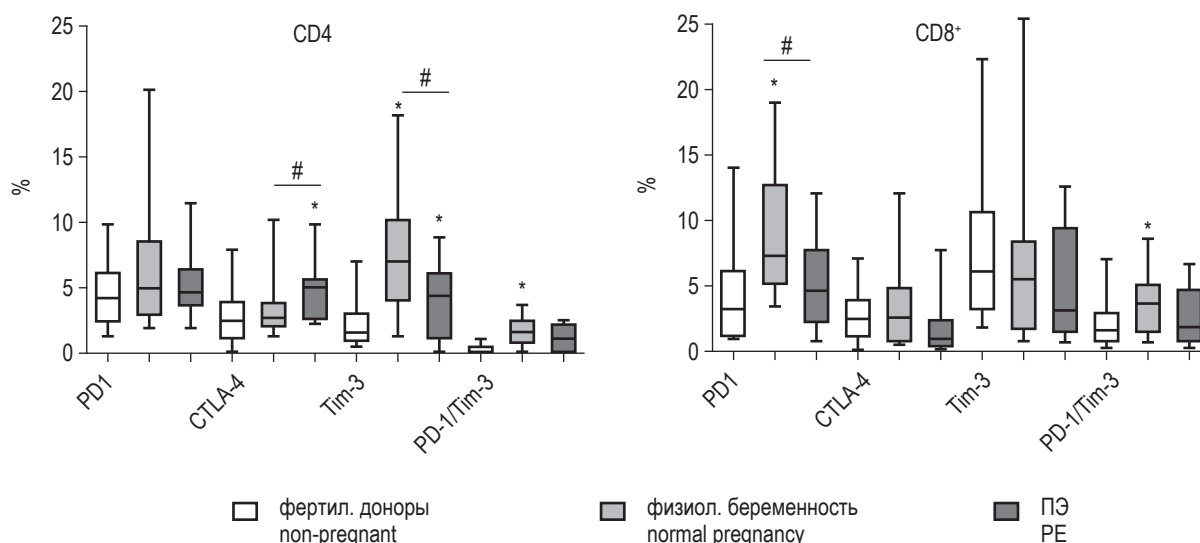 CD4
25
20
15
10
5
0
%
*
#
*
#
*
*
*
PD1
CTLA-4
Tim-3
PD-1/Tim-3
CD8⁺
25
20
15
10
5
0
%
#
*
*
PD1
CTLA-4
Tim-3
PD-1/Tim-3
фертил. доноры
non-pregnant
физиол. беременность
normal pregnancy
ПЭ
PE